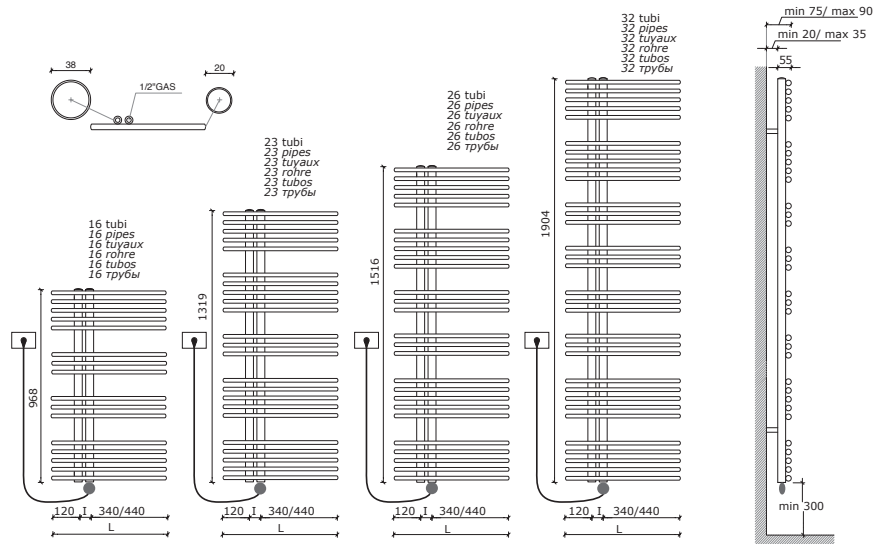 38
1/2"GAS
20
16 tubi
16 pipes
16 tuyaux
16 rohre
16 tubos
16 трубы
968
120 I 340/440
L
23 tubi
23 pipes
23 tuyaux
23 rohre
23 tubos
23 трубы
1319
120 I 340/440
L
26 tubi
26 pipes
26 tuyaux
26 rohre
26 tubos
26 трубы
1516
120 I 340/440
L
32 tubi
32 pipes
32 tuyaux
32 rohre
32 tubos
32 трубы
1904
120 I 340/440
L
min 75/ max 90
min 20/ max 35
55
min 300